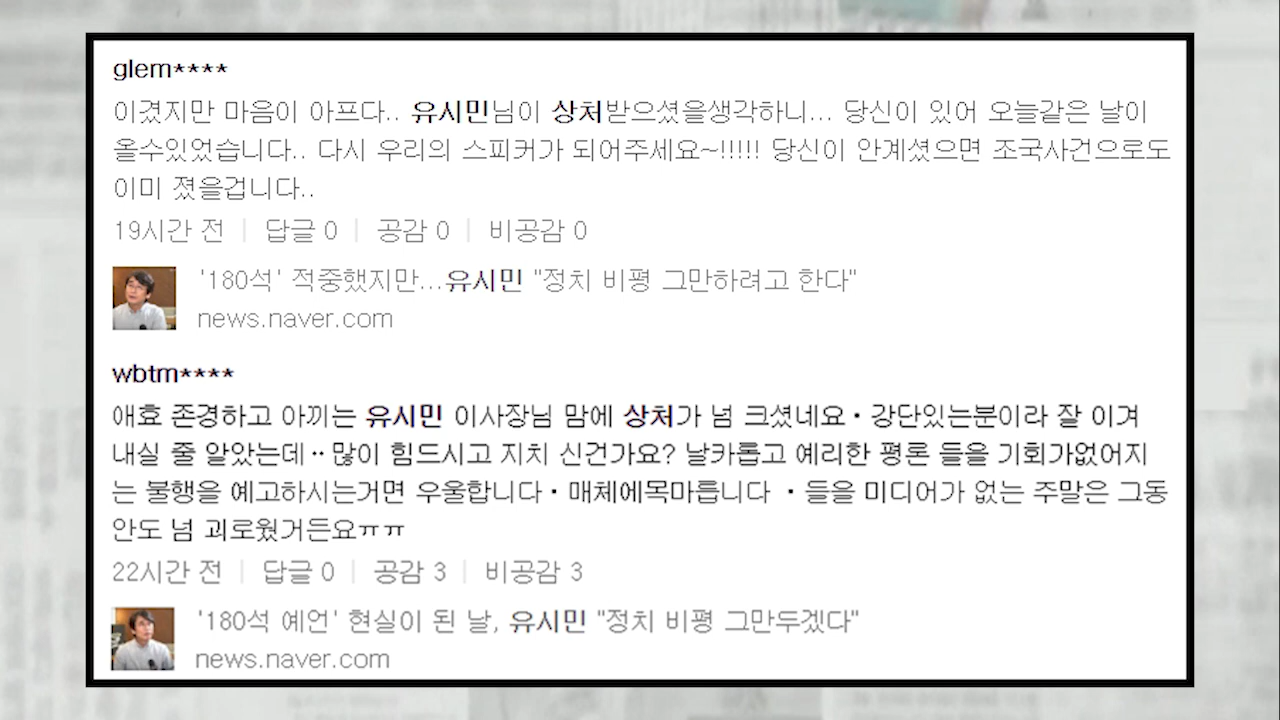 glem****
이겼지만 마음이 아프다.. 유시민님이 상처받으셨을생각하니... 당신이 있어 오늘같은 날이
올수있었습니다.. 다시 우리의 스피커가 되어주세요~!!!!! 당신이 안계셨으면 조국사건으로도
이미 졌을겁니다..
19시간 전 | 답글 0 | 공감 0 | 비공감 0
'180석' 적중했지만...유시민 "정치 비평 그만하려고 한다"
news.naver.com
wbtm****
애효 존경하고 아끼는 유시민 이사장님 맘에 상처가 넘 크셨네요·강단있는분이라 잘 이겨
내실 줄 알았는데··많이 힘드시고 지치 신건가요? 날카롭고 예리한 평론 들을 기회가없어지
는 불행을 예고하시는거면 우울합니다·매체에목마릅니다 ·들을 미디어가 없는 주말은 그동
안도 넘 괴로웠거든요ㅠㅠ
22시간 전 | 답글 0 | 공감 3 | 비공감 3
'180석 예언' 현실이 된 날, 유시민 "정치 비평 그만두겠다"
news.naver.com